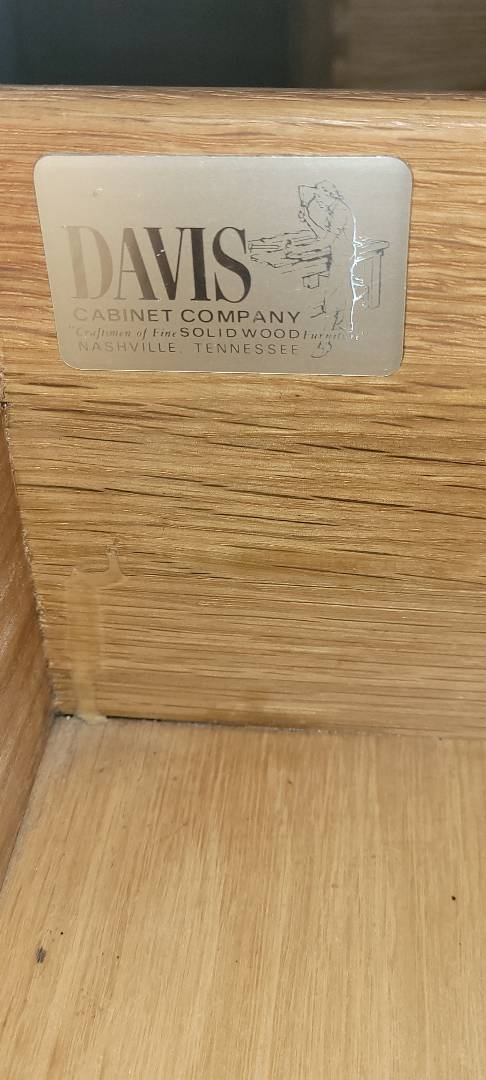 DAVIS
CABINET COMPANY
"Craftsmen of Fine SOLID WOOD Furniture"
NASHVILLE, TENNESSEE